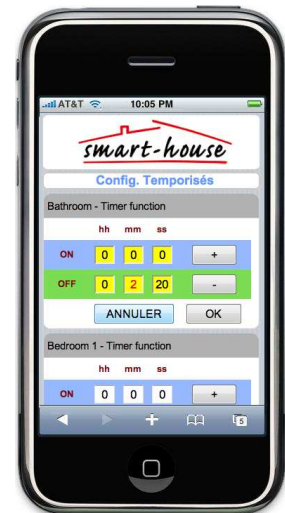 AT&T 10:05 PM
smart-house
Config. Temporisés
Bathroom - Timer function
hh mm ss
ON 0 0 0 +
OFF 0 2 20 -
ANNULER OK
Bedroom 1 - Timer function
hh mm ss
ON 0 0 0 +
5